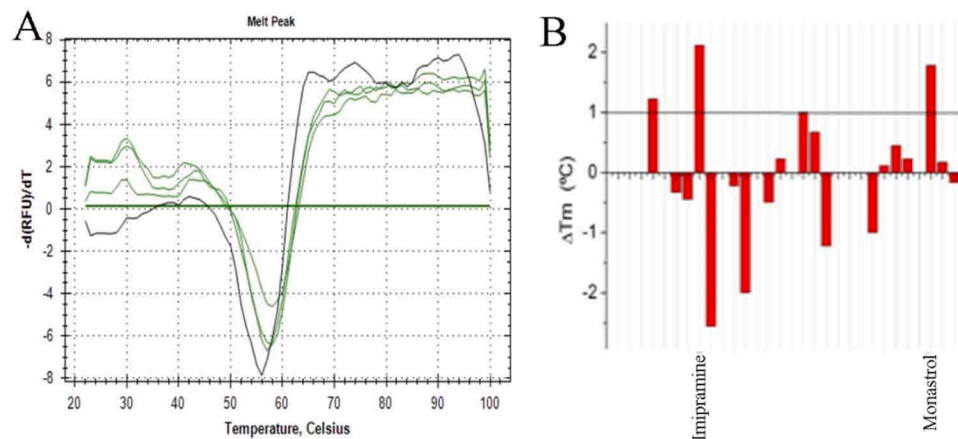 A
Melt Peak
8
6
4
2
0
-2
-4
-6
-8
-d(RFU)/dT
20 30 40 50 60 70 80 90 100
Temperature, Celsius
B
2
1
0
-1
-2
ΔTm (ºC)
Imipramine
Monastrol